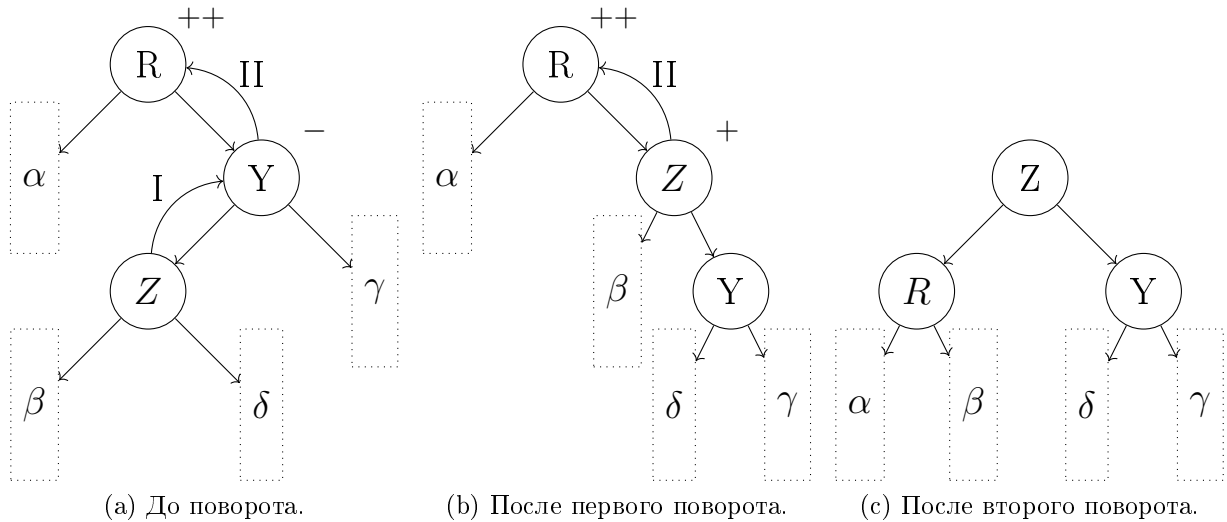 ++
R
II
α
−
Y
I
Z
γ
β
δ
(a) До поворота.
++
R
II
α
+
Z
β
Y
δ
γ
(b) После первого поворота.
Z
R
Y
α
β
δ
γ
(c) После второго поворота.